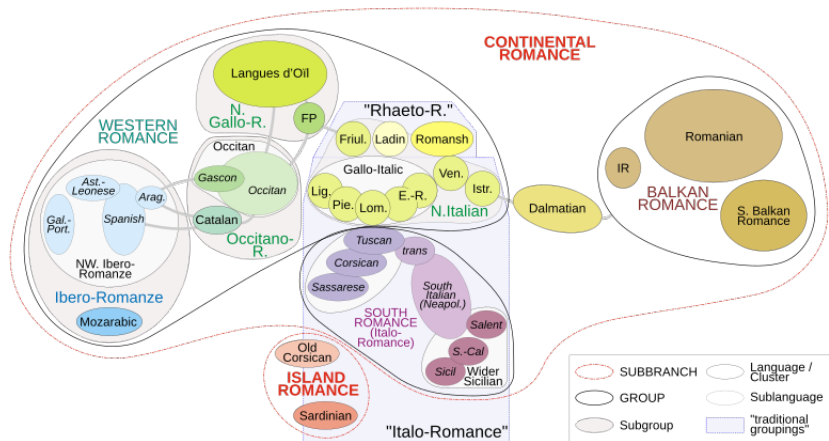 CONTINENTAL
ROMANCE
Langues d'Oïl
N.
Gallo-R.
FP
"Rhaeto-R."
WESTERN
ROMANCE
Friul.
Ladin
Romansh
Romanian
Occitan
Gascon
Occitan
Gallo-Italic
Ven.
Istr.
Lig.
Pie.
Lom.
E.-R.
N.Italian
IR
BALKAN
ROMANCE
S. Balkan
Romance
Dalmatian
Ast.-
Leonese
Arag.
Gal.-
Port.
Spanish
Catalan
Occitano-
R.
NW. Ibero-
Romanze
Ibero-Romanze
Mozarabic
Tuscan
trans
Corsican
Sassarese
South
Italian
(Neapol.)
SOUTH
ROMANCE
(Italo-
Romance)
Salent
S.-Cal
Sicil
Wider
Sicilian
Old
Corsican
ISLAND
ROMANCE
Sardinian
"Italo-Romance"
SUBBRANCH
GROUP
Subgroup
Language /
Cluster
Sublanguage
"traditional
groupings"